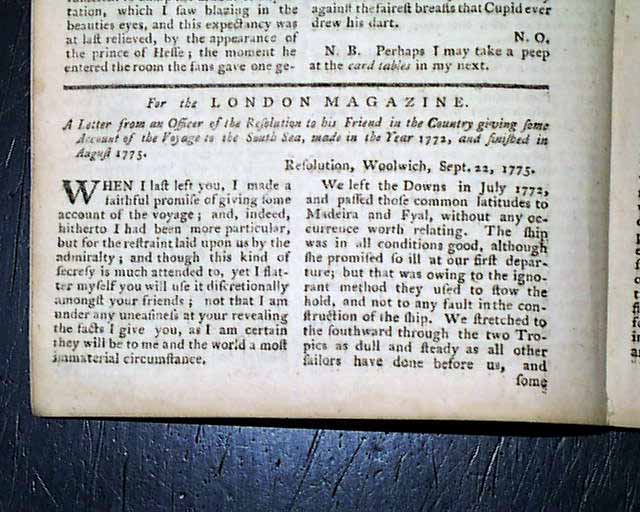 tation, which I saw blazing in the
beauties eyes, and this expectancy was
at last relieved, by the appearance of
the prince of Hesse; the moment he
entered the room the fans gave one ge-
against the fairest breasts that Cupid ever
drew his dart.
N. O,
N. B. Perhaps I may take a peep
at the card tables in my next.
For the LONDON MAGAZINE.
A Letter from an Officer of the Resolution to his Friend in the Country giving some
Account of the Voyage to the South Sea, made in the Year 1772, and finished in
August 1775.
Resolution, Woolwich, Sept. 22, 1775.
WHEN I last left you, I made a
faithful promise of giving some
account of the voyage; and, indeed,
hitherto I had been more particular,
but for the restraint laid upon us by the
admiralty; and though this kind of
secresy is much attended to, yet I flat-
ter myself you will use it discretionally
amongst your friends; not that I am
under any uneasiness at your revealing
the facts I give you, as I am certain
they will be to me and the world a most
immaterial circumstance.
We left the Downs in July 1772,
and passed those common latitudes to
Madeira and Fyal, without any oc-
currence worth relating. The ship
was in all conditions good, although
she promised so ill at our first depar-
ture; but that was owing to the igno-
rant method they used to stow the
hold, and not to any fault in the con-
struction of the ship. We stretched to
the southward through the two Tro-
pics as dull and steady as all other
sailors have done before us, and
some